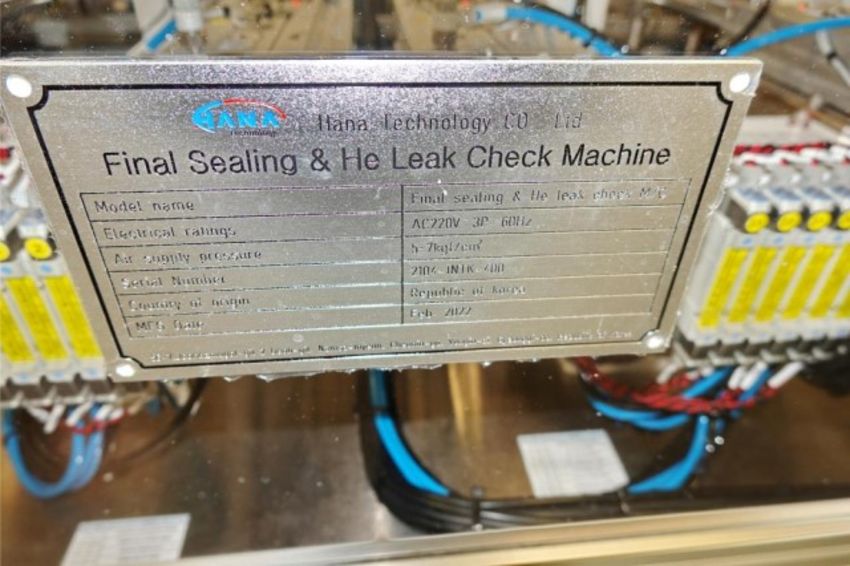 HANA Technology
Hana Technology CO Ltd
Final Sealing & He Leak Check Machine
Model name Final sealing & He leak check M/C
Electrical ratings AC220V 3P 60Hz
Air supply pressure 5-7kgf/cm²
Serial Number
Country of origin Republic of Korea
MFG Date Feb. 2022